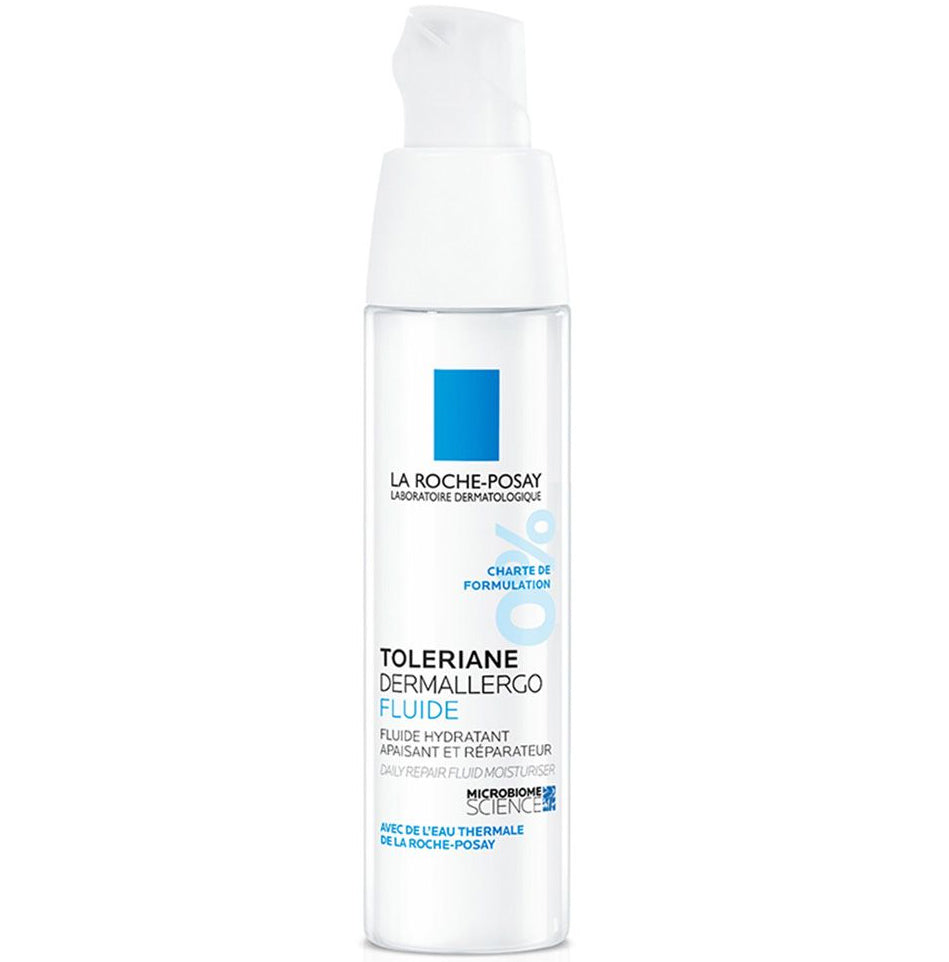 LA ROCHE-POSAY
LABORATOIRE DERMATOLOGIQUE
0%
CHARTE DE
FORMULATION
TOLERIANE
DERMALLERGO
FLUIDE
FLUIDE HYDRATANT
APAISANT ET RÉPARATEUR
DAILY REPAIR FLUID MOISTURISER
MICROBIOME
SCIENCE
AVEC DE L'EAU THERMALE
DE LA ROCHE-POSAY